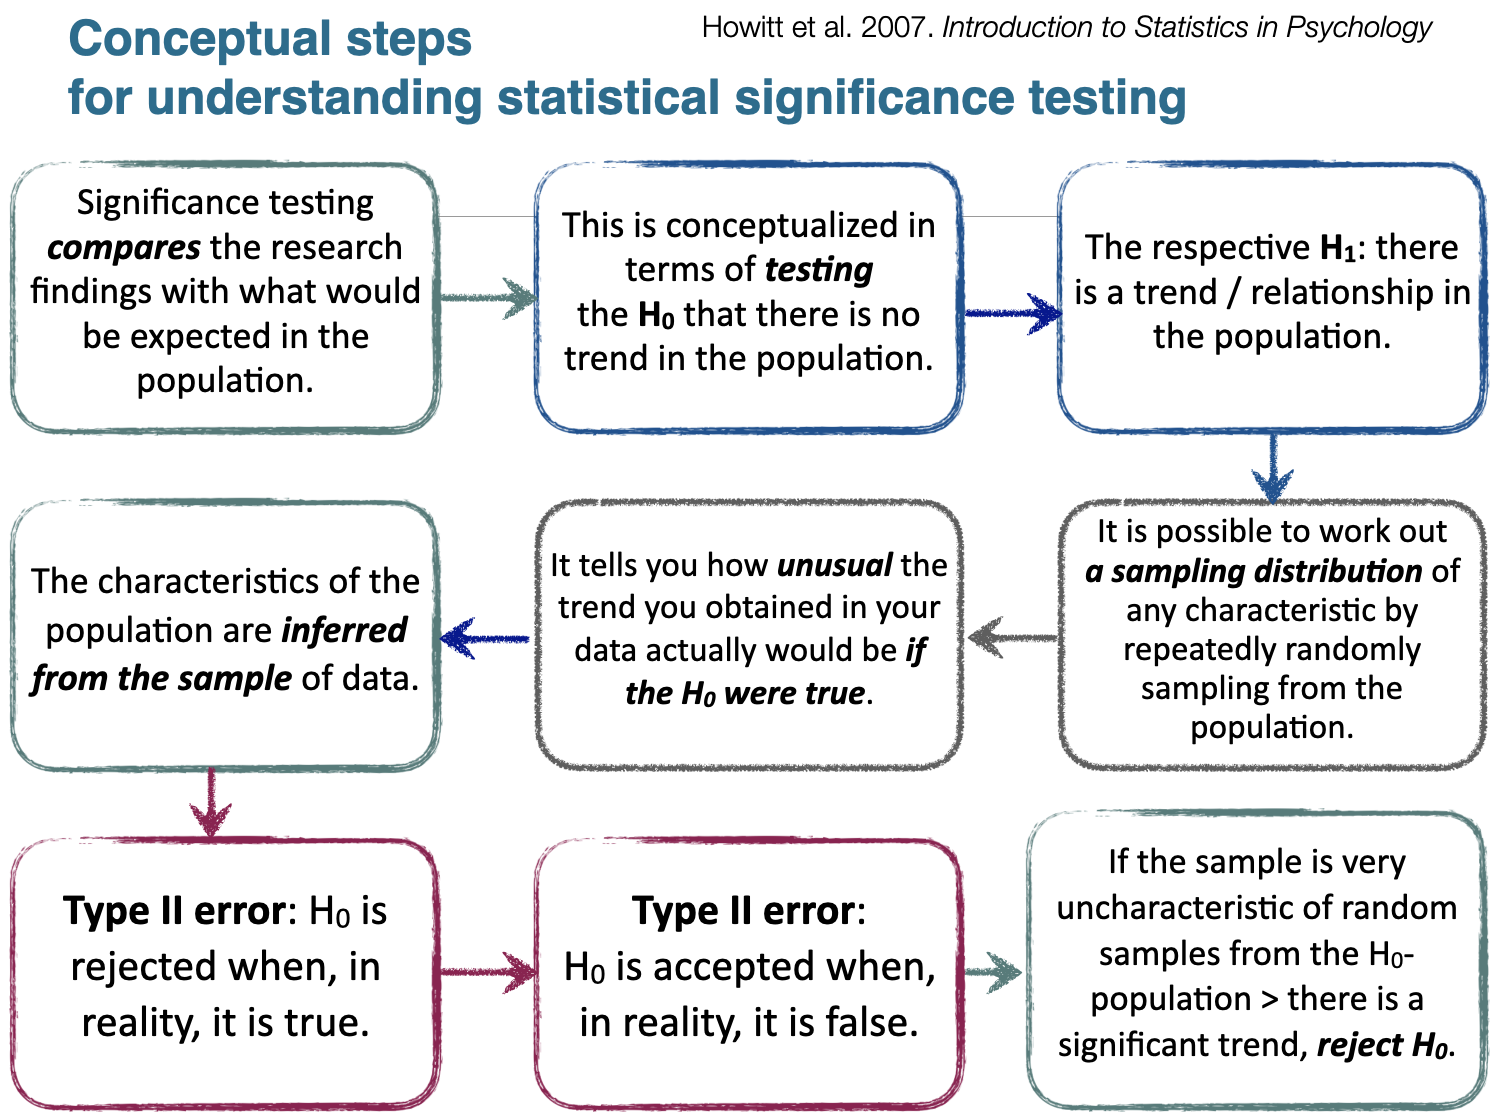 Conceptual steps
for understanding statistical significance testing
Howitt et al. 2007. Introduction to Statistics in Psychology
Significance testing
compares the research
findings with what would
be expected in the
population.
This is conceptualized in
terms of testing
the H₀ that there is no
trend in the population.
The respective H₁: there
is a trend / relationship in
the population.
It is possible to work out
a sampling distribution of
any characteristic by
repeatedly randomly
sampling from the
population.
It tells you how unusual the
trend you obtained in your
data actually would be if
the H₀ were true.
The characteristics of the
population are inferred
from the sample of data.
Type II error: H₀ is
rejected when, in
reality, it is true.
Type II error:
H₀ is accepted when,
in reality, it is false.
If the sample is very
uncharacteristic of random
samples from the H₀-
population > there is a
significant trend, reject H₀.